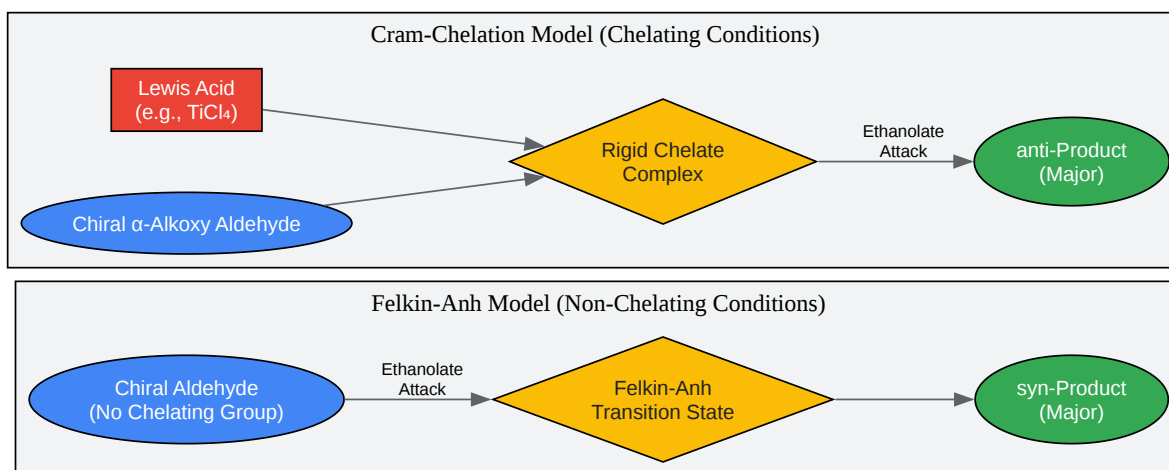 Cram-Chelation Model (Chelating Conditions)
Lewis Acid
(e.g., TiCl₄)
Chiral α-Alkoxy Aldehyde
Rigid Chelate
Complex
Ethanolate
Attack
anti-Product
(Major)
Felkin-Anh Model (Non-Chelating Conditions)
Chiral Aldehyde
(No Chelating Group)
Ethanolate
Attack
Felkin-Anh
Transition State
syn-Product
(Major)